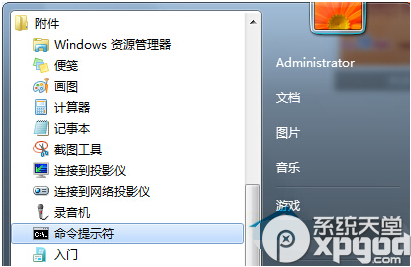 附件
Windows 资源管理器
便笺
画图
计算器
记事本
截图工具
连接到投影仪
连接到网络投影仪
录音机
命令提示符
入门
Administrator
文档
图片
音乐
游戏
系统天堂
xpgod
.com